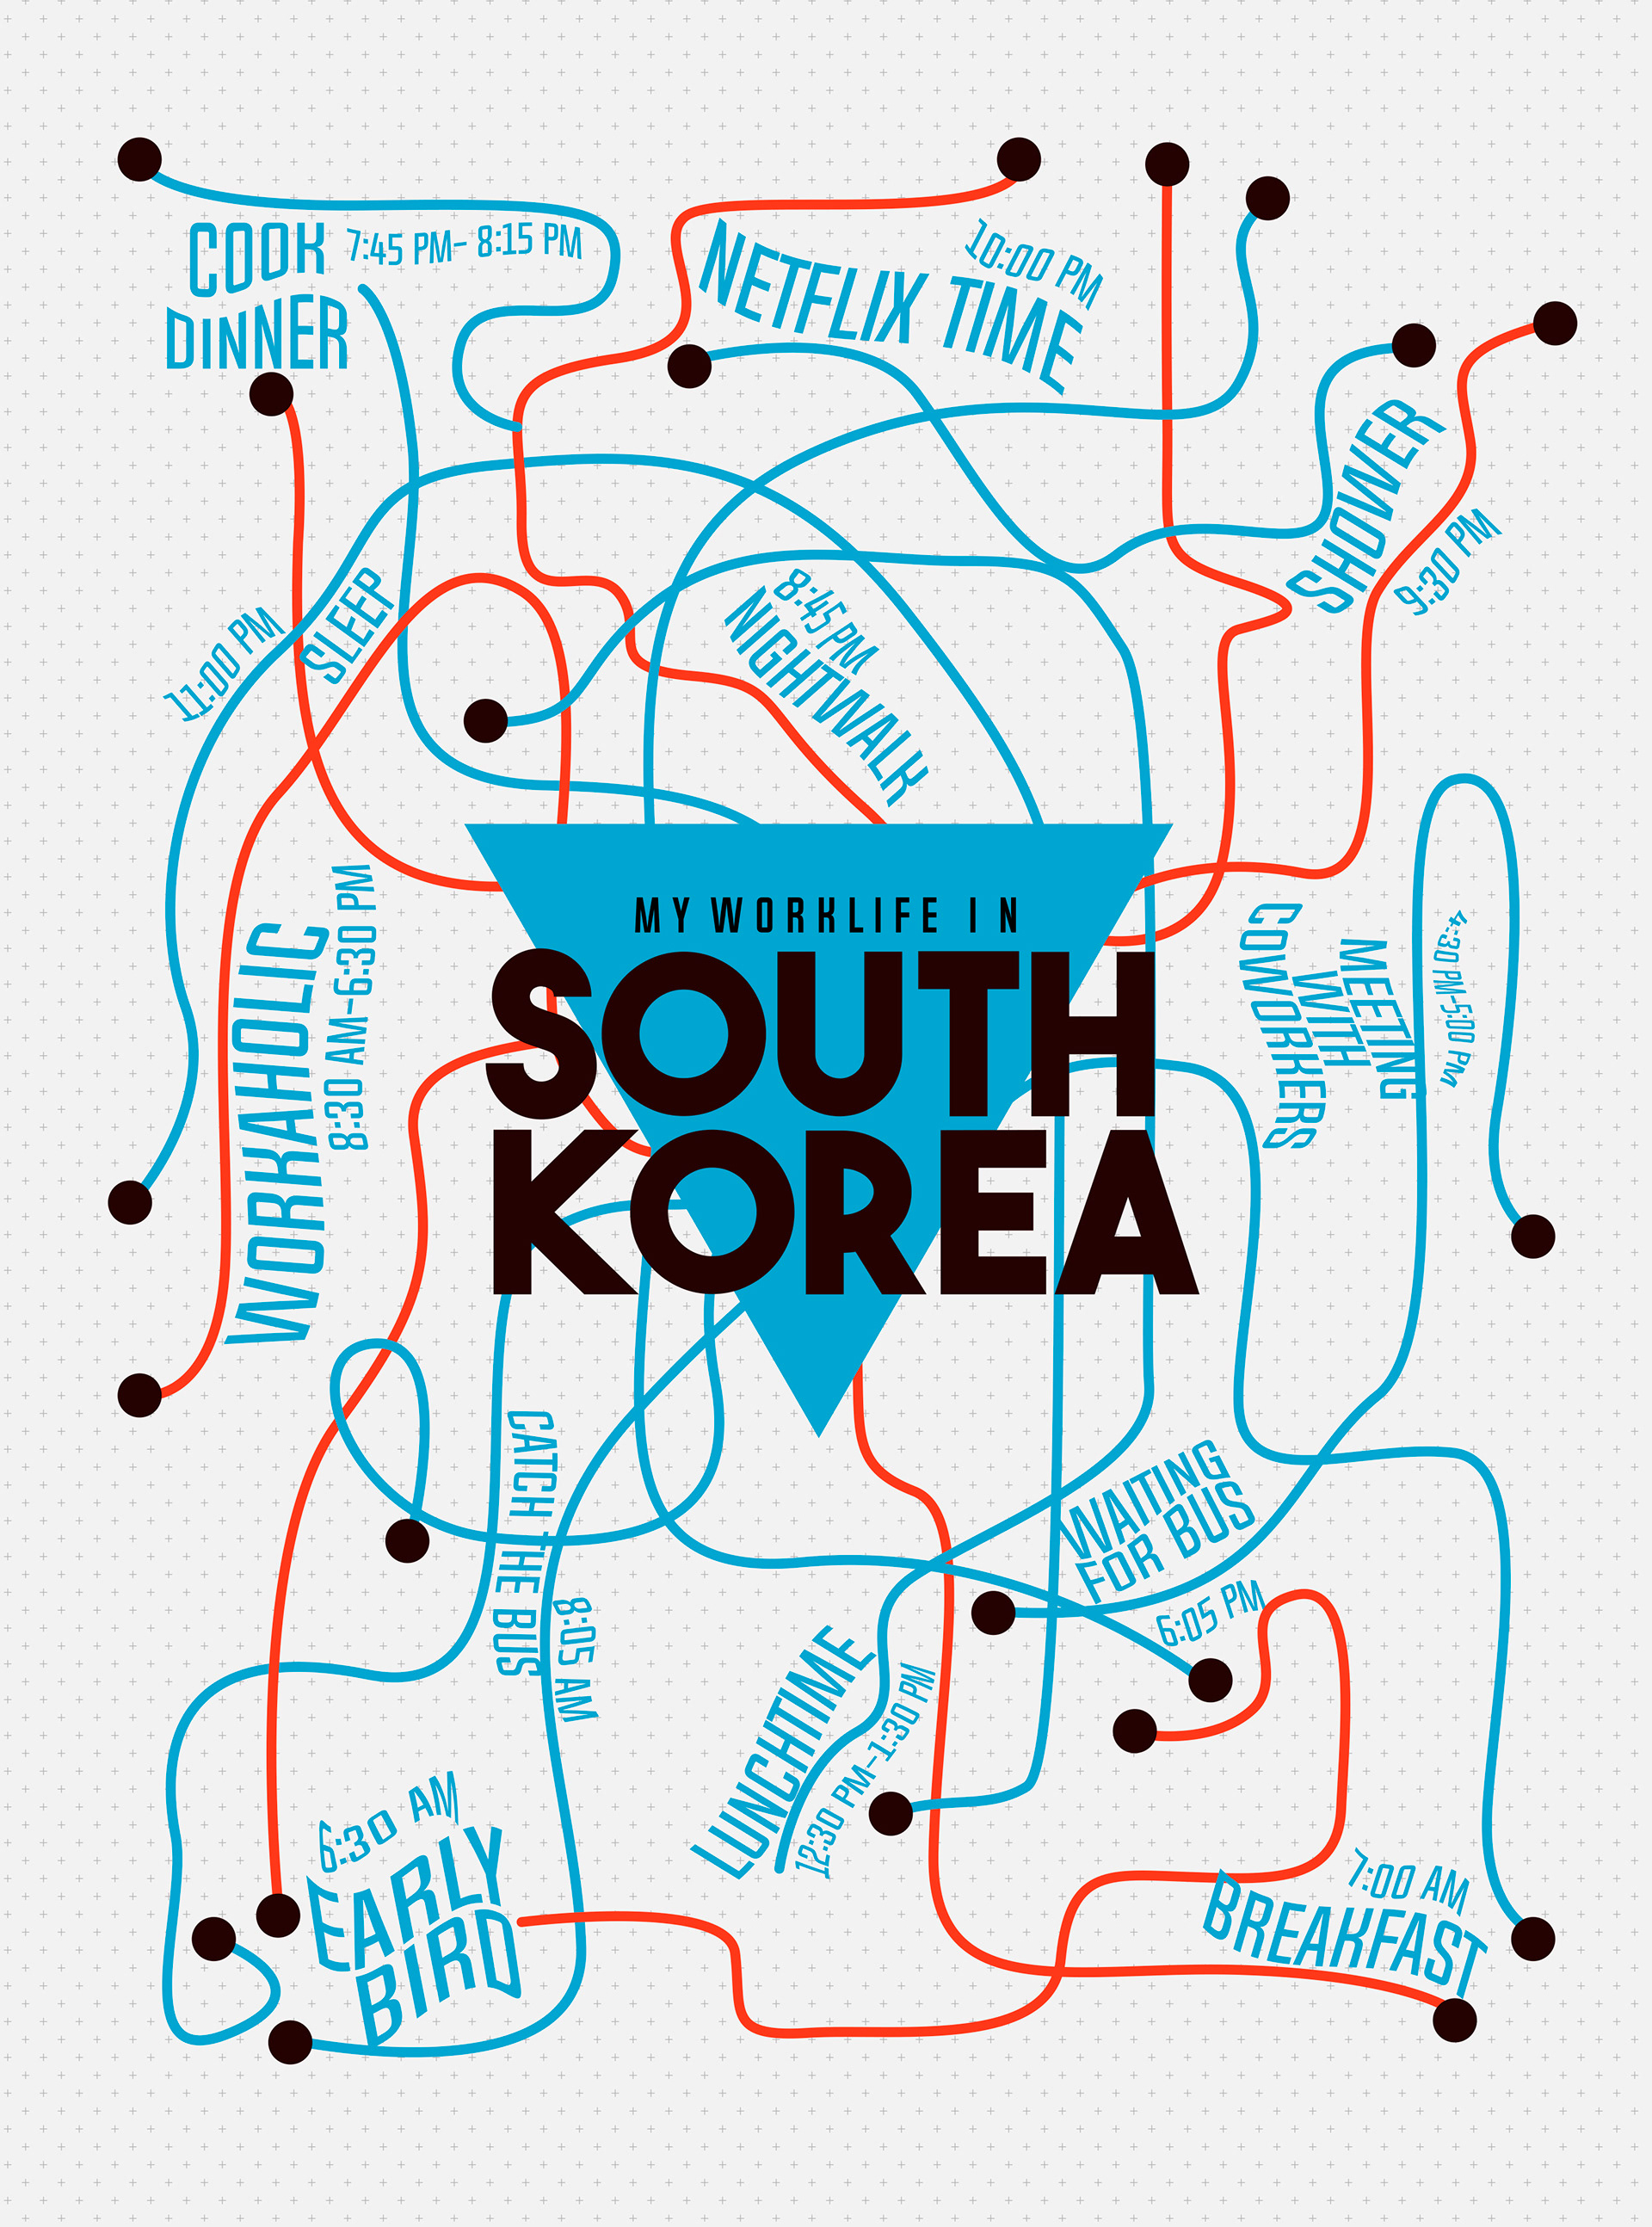 COOK
DINNER
7:45 PM– 8:15 PM
10:00 PM
NETFLIX TIME
SHOWER
9:30 PM
11:00 PM
SLEEP
8:45 PM
NIGHTWALK
MY WORKLIFE IN
SOUTH
KOREA
WORKAHOLIC
8:30 AM–6:30 PM
MEETING
WITH
COWORKERS
4:30 PM–5:00 PM
CATCH THE BUS
8:05 AM
WAITING
FOR BUS
6:05 PM
LUNCHTIME
12:30 PM–1:30 PM
6:30 AM
EARLY
BIRD
7:00 AM
BREAKFAST